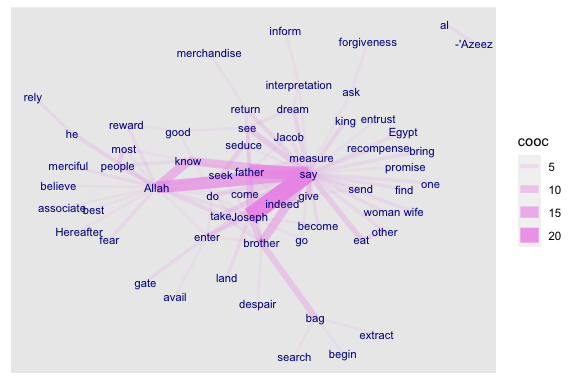 al
inform
forgiveness
-'Azeez
merchandise
interpretation
ask
rely
return
dream
king
entrust
he
reward
good
see
Jacob
Egypt
most
seduce
recompense
bring
merciful
people
know
measure
promise
Allah
seek
father
say
believe
do
come
give
send
find
one
associate
best
take
Joseph
indeed
woman
wife
Hereafter
fear
enter
brother
become
go
eat
other
gate
avail
land
despair
bag
extract
search
begin
cooc
5
10
15
20